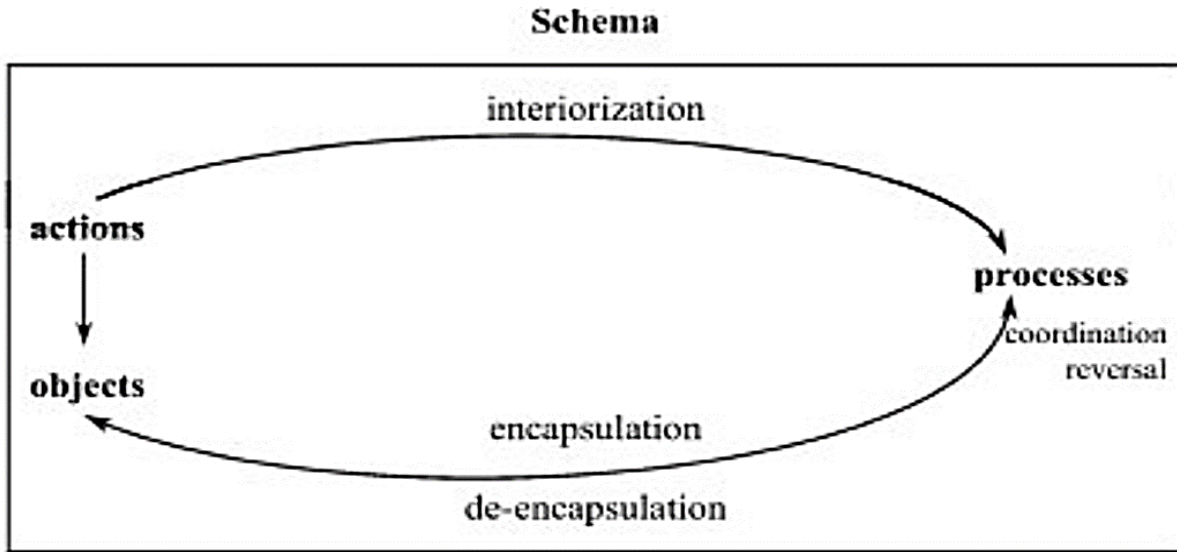 Schema
interiorization
actions
processes
coordination
reversal
objects
encapsulation
de-encapsulation